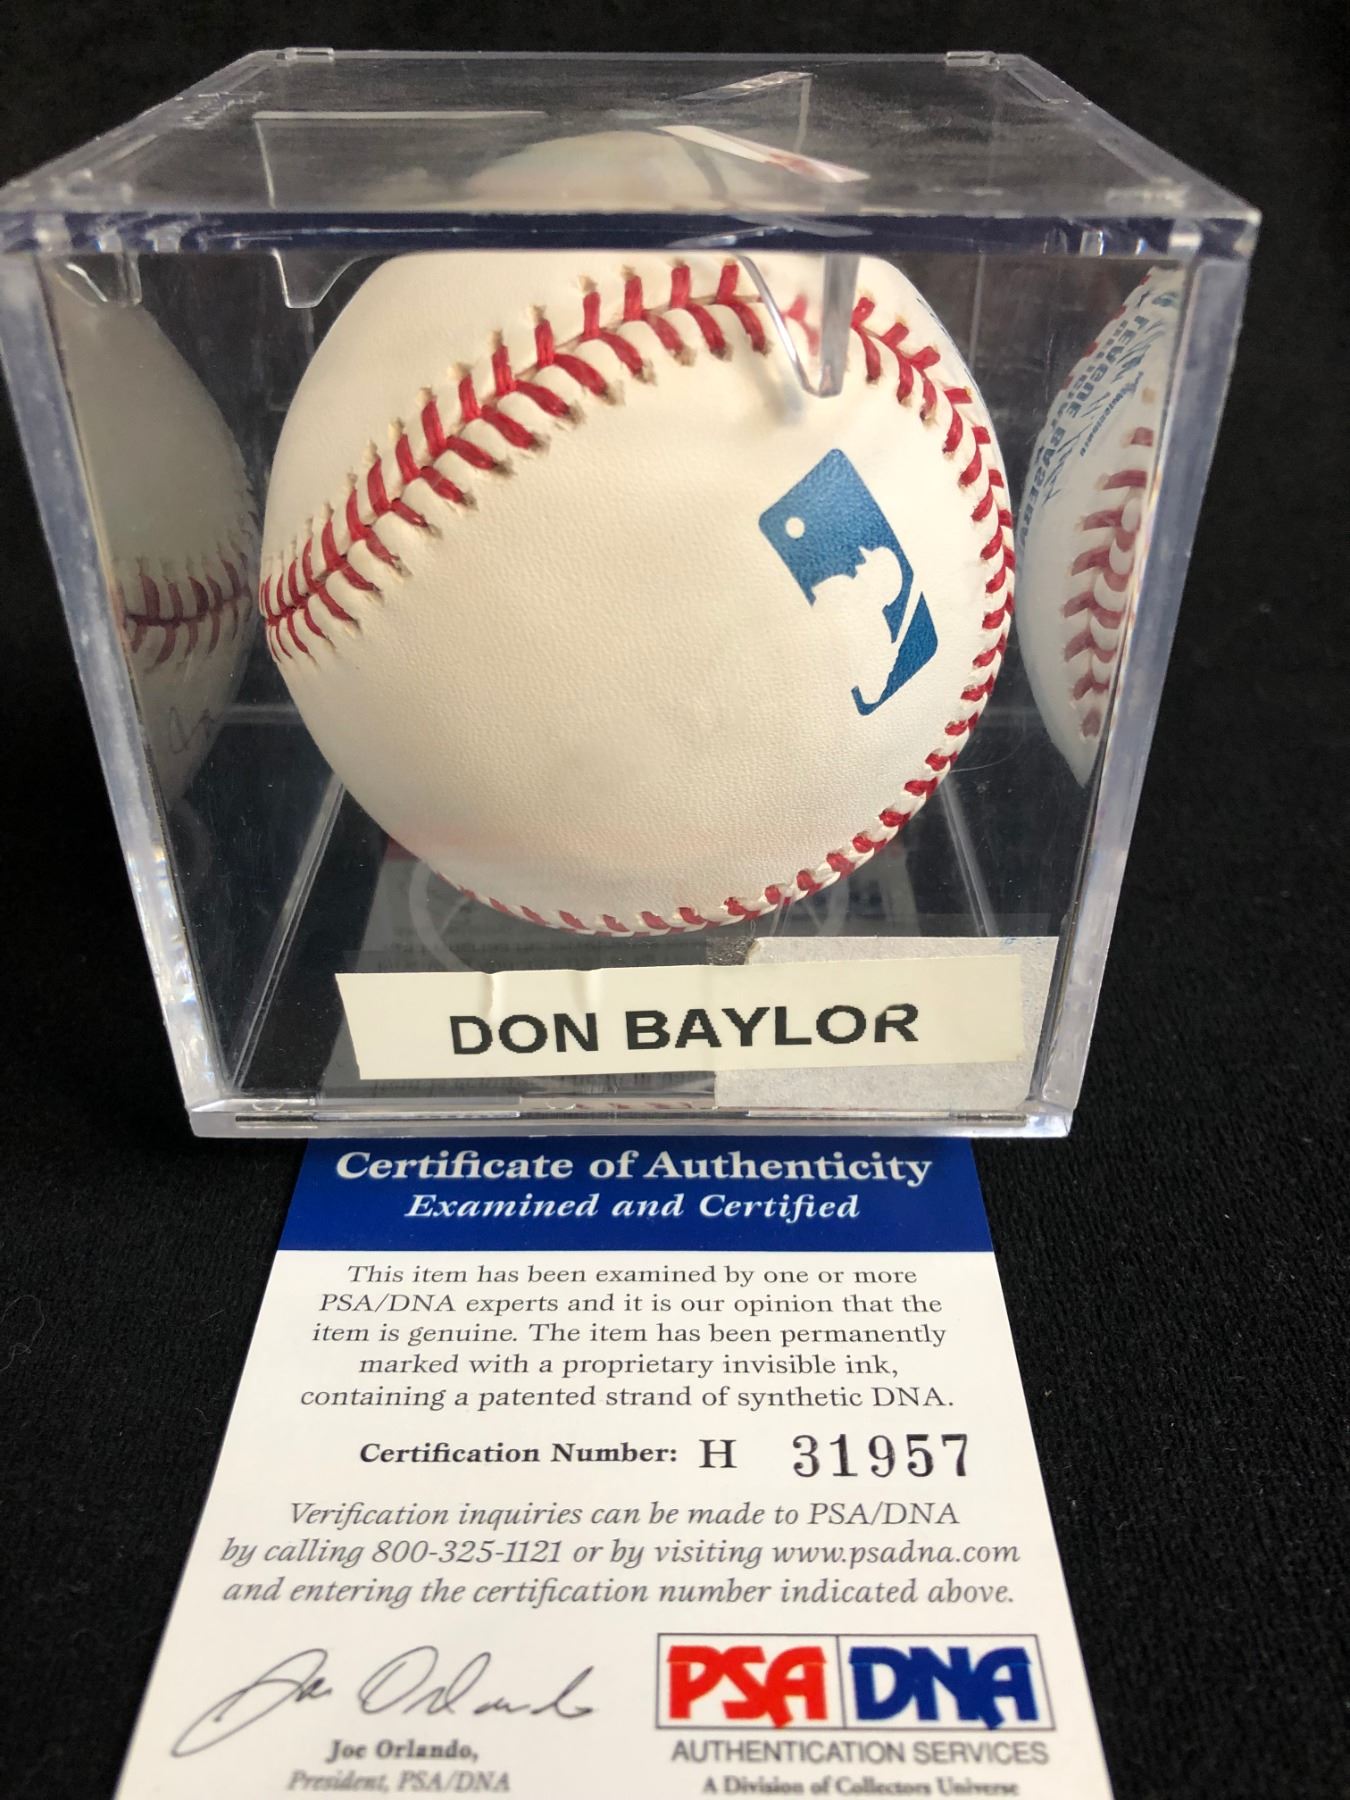 LEAGUE BASEBA
DON BAYLOR
Certificate of Authenticity
Examined and Certified
This item has been examined by one or more
PSA/DNA experts and it is our opinion that the
item is genuine. The item has been permanently
marked with a proprietary invisible ink,
containing a patented strand of synthetic DNA.
Certification Number: H 31957
Verification inquiries can be made to PSA/DNA
by calling 800-325-1121 or by visiting www.psadna.com
and entering the certification number indicated above.
Joe Orlando
Joe Orlando,
President, PSA/DNA
PSA DNA
AUTHENTICATION SERVICES
A Division of Collectors Universe